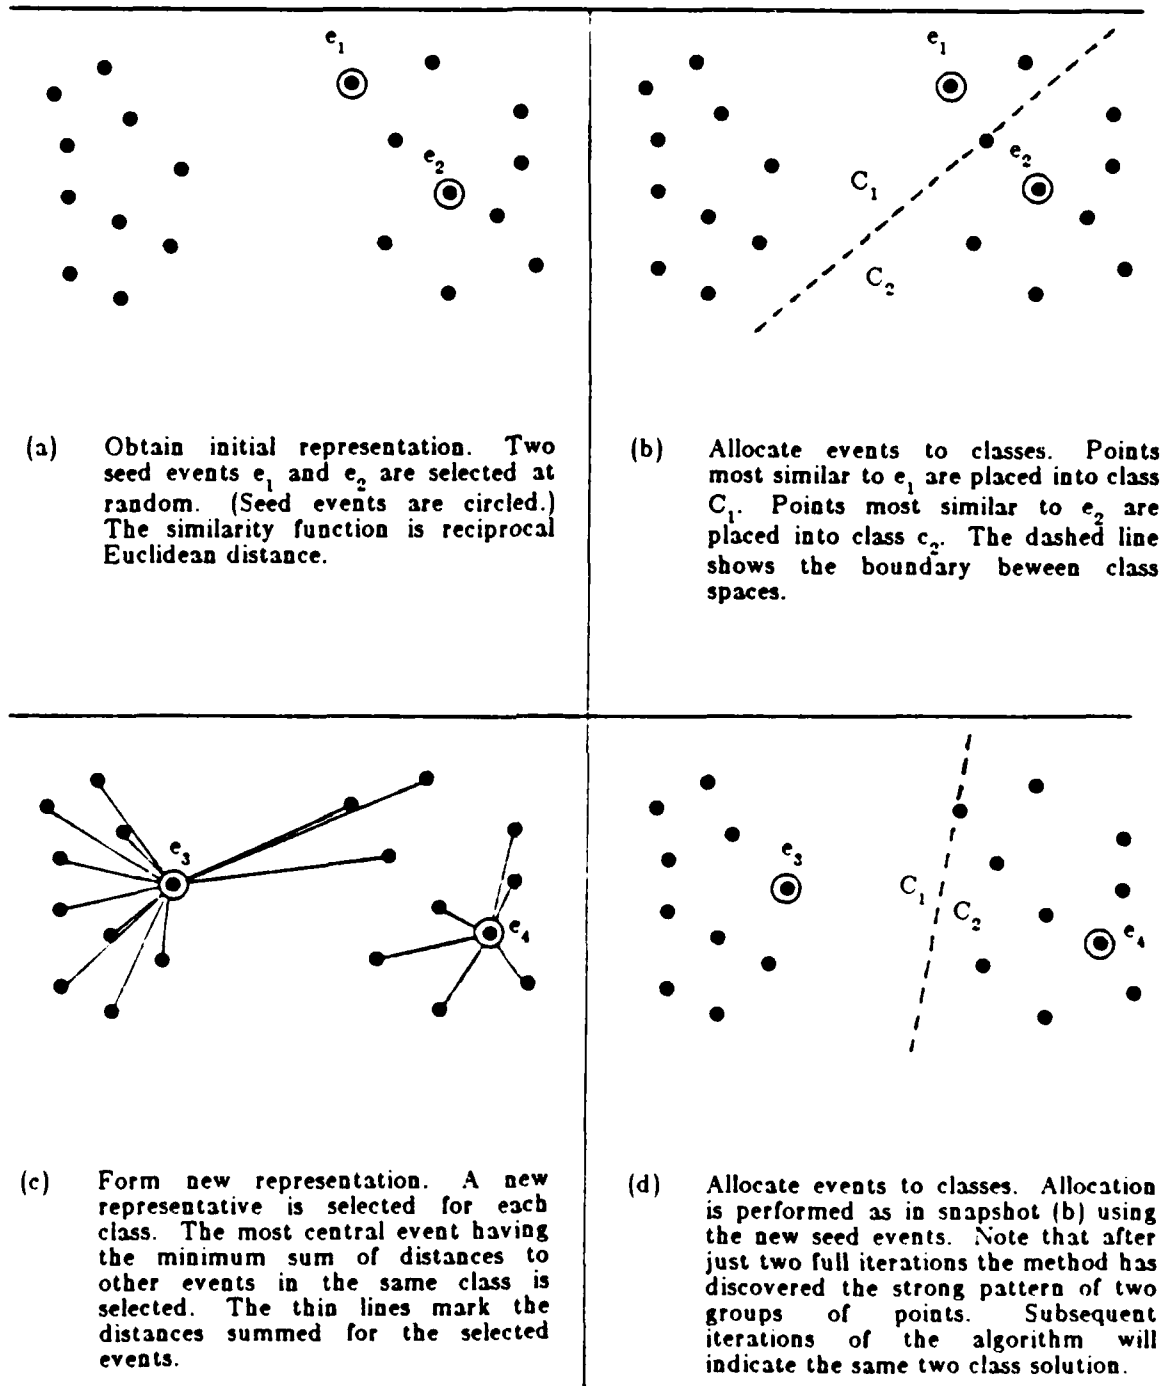 e₁
e₂
(a) Obtain initial representation. Two
seed events e₁ and e₂ are selected at
random. (Seed events are circled.)
The similarity function is reciprocal
Euclidean distance.
e₁
e₂
C₁
C₂
(b) Allocate events to classes. Points
most similar to e₁ are placed into class
C₁. Points most similar to e₂ are
placed into class c₂. The dashed line
shows the boundary beween class
spaces.
e₃
e₄
(c) Form new representation. A new
representative is selected for each
class. The most central event having
the minimum sum of distances to
other events in the same class is
selected. The thin lines mark the
distances summed for the selected
events.
e₃
C₁
C₂
e₄
(d) Allocate events to classes. Allocation
is performed as in snapshot (b) using
the new seed events. Note that after
just two full iterations the method has
discovered the strong pattern of two
groups of points. Subsequent
iterations of the algorithm will
indicate the same two class solution.